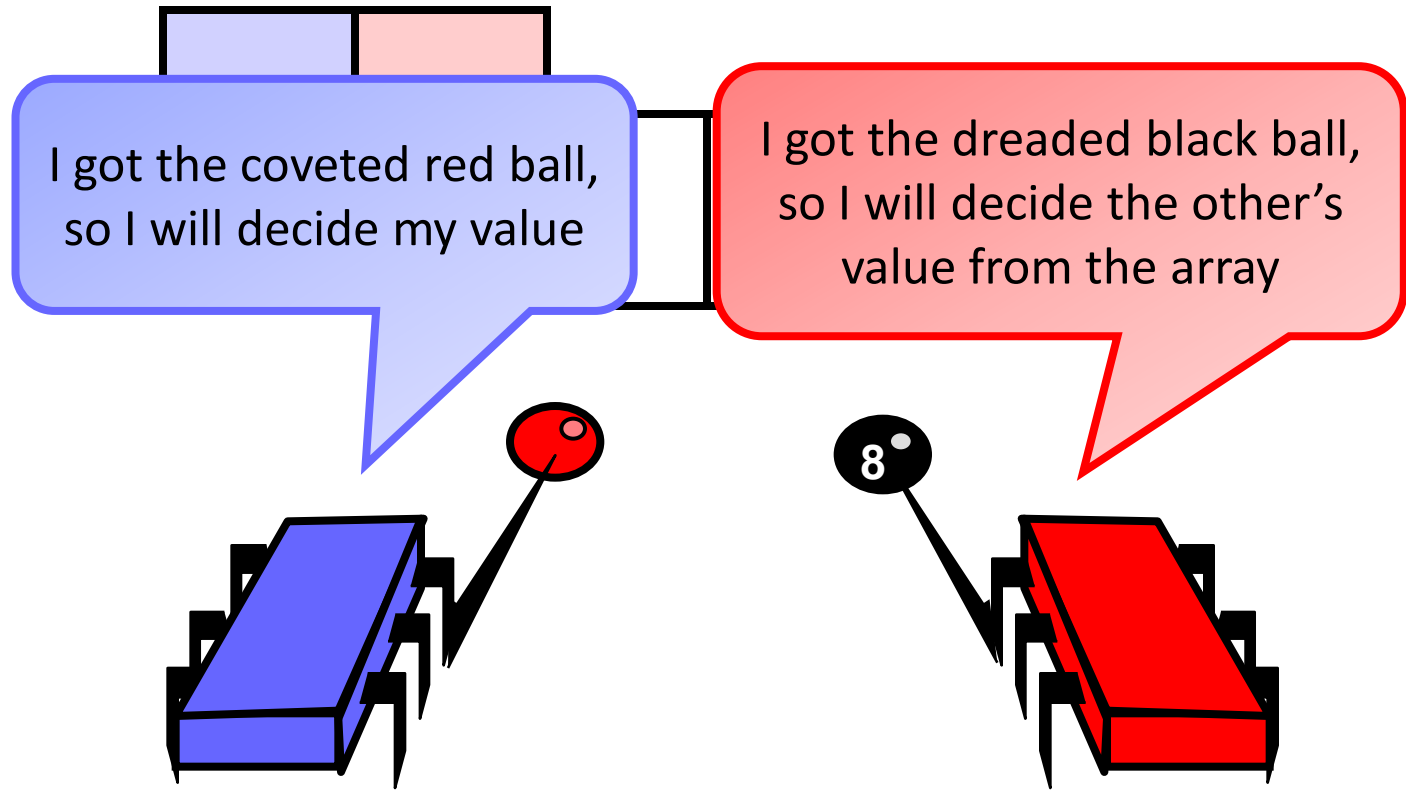 I got the coveted red ball,
so I will decide my value
I got the dreaded black ball,
so I will decide the other’s
value from the array
8